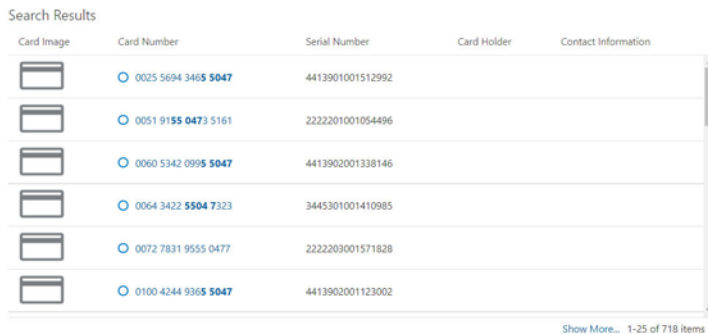 Search Results
Card Image Card Number Serial Number Card Holder Contact Information
0025 5694 3465 5047 4413901001512992
0051 9155 0473 5161 2222201001054496
0060 5342 0995 5047 4413902001338146
0064 3422 5504 7323 3445301001410985
0072 7831 9555 0477 2222203001571828
0100 4244 9365 5047 4413902001123002
Show More... 1-25 of 718 items